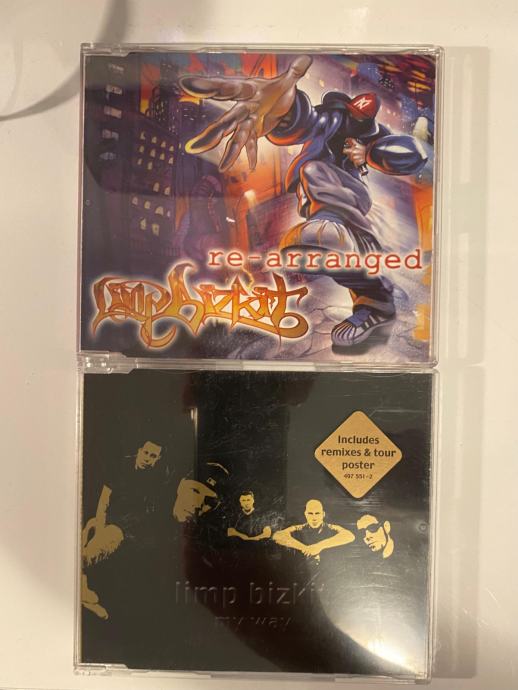 re-arranged
limp bizkit
Includes
remixes & tour
poster
497 551-2
limp bizkit
my way